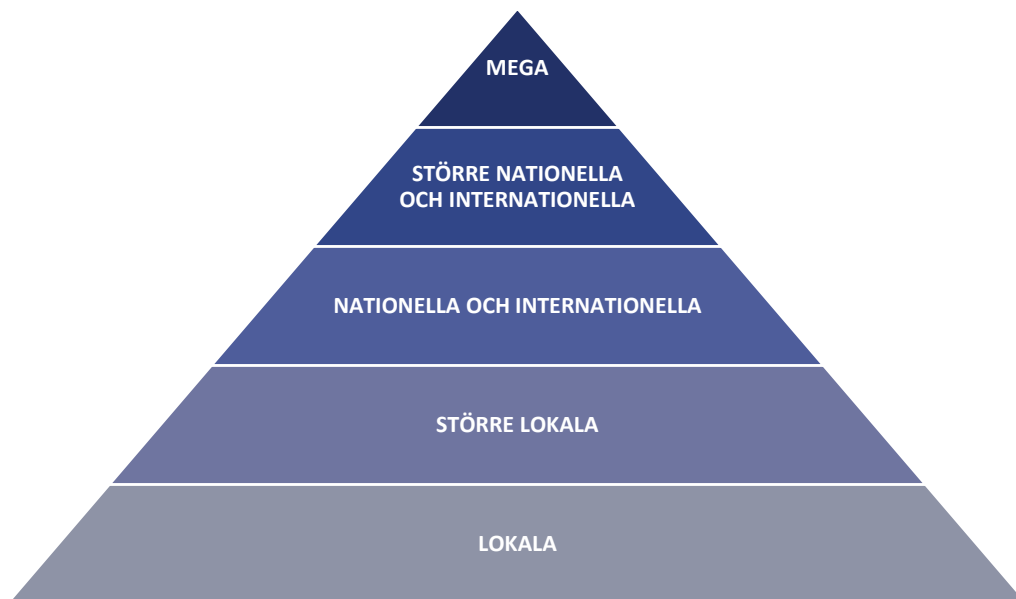 MEGA
STÖRRE NATIONELLA
OCH INTERNATIONELLA
NATIONELLA OCH INTERNATIONELLA
STÖRRE LOKALA
LOKALA